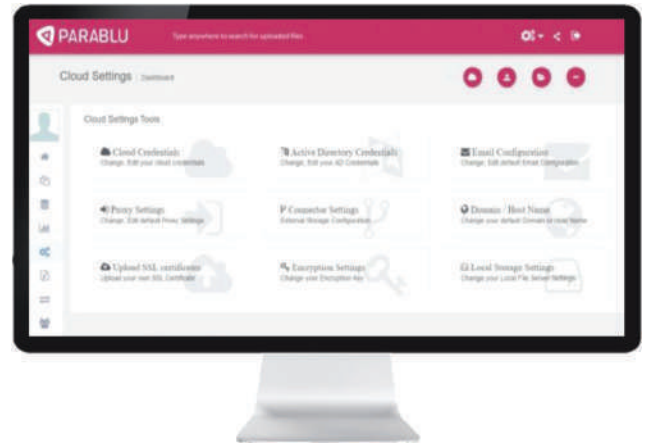 PARABLU
Type anywhere to search for uploaded files
Cloud Settings Dashboard
Cloud Settings Tools
Cloud Credentials
Change, Edit your cloud credentials
Active Directory Credentials
Change, Edit your AD Credentials
Email Configuration
Change, Edit default Email Configuration
Proxy Settings
Change, Edit default Proxy Settings
Connector Settings
External Storage Configuration
Domain / Host Name
Change your default Domain or Host Name
Upload SSL certificates
Upload your own SSL Certificate
Encryption Settings
Change your Encryption Key
Local Storage Settings
Change your Local File Server Settings